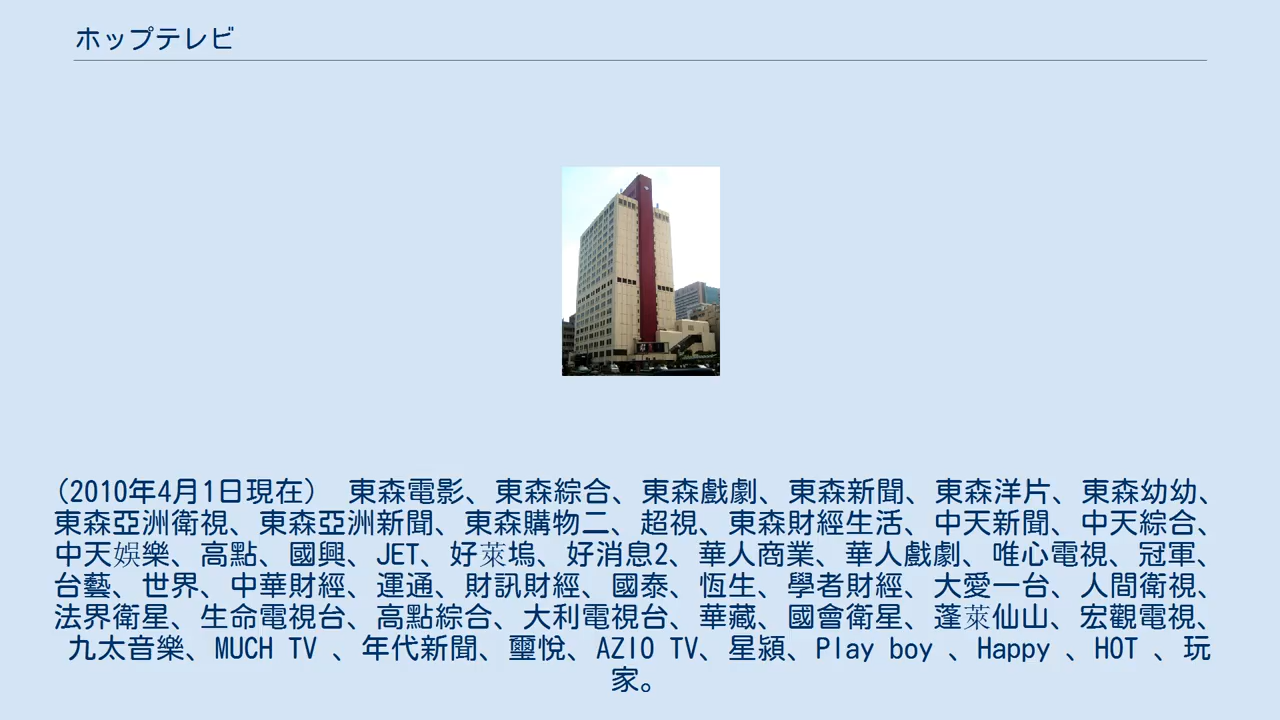 ホップテレビ
(2010年4月1日現在) 東森電影、東森綜合、東森戲劇、東森新聞、東森洋片、東森幼幼、
東森亞洲衛視、東森亞洲新聞、東森購物二、超視、東森財經生活、中天新聞、中天綜合、
中天娛樂、高點、國興、JET、好萊塢、好消息2、華人商業、華人戲劇、唯心電視、冠軍、
台藝、世界、中華財經、運通、財訊財經、國泰、恆生、學者財經、大愛一台、人間衛視、
法界衛星、生命電視台、高點綜合、大利電視台、華藏、國會衛星、蓬萊仙山、宏觀電視、
九太音樂、MUCH TV 、年代新聞、壐悅、AZIO TV、星潁、Play boy 、Happy 、HOT 、玩
家。